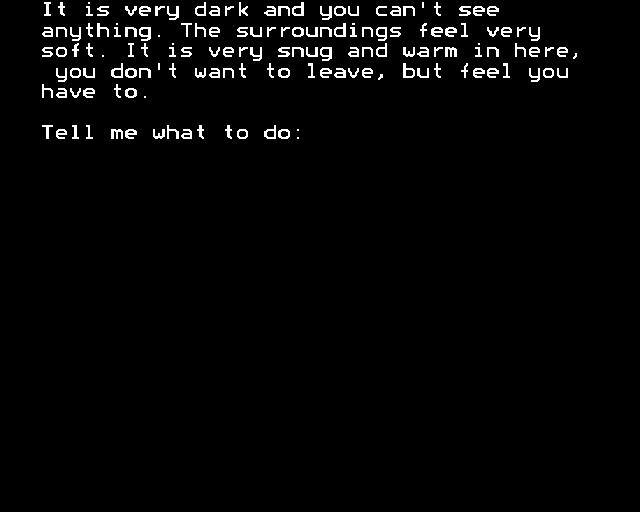 It is very dark and you can't see
anything. The surroundings feel very
soft. It is very snug and warm in here,
you don't want to leave, but feel you
have to.
Tell me what to do: